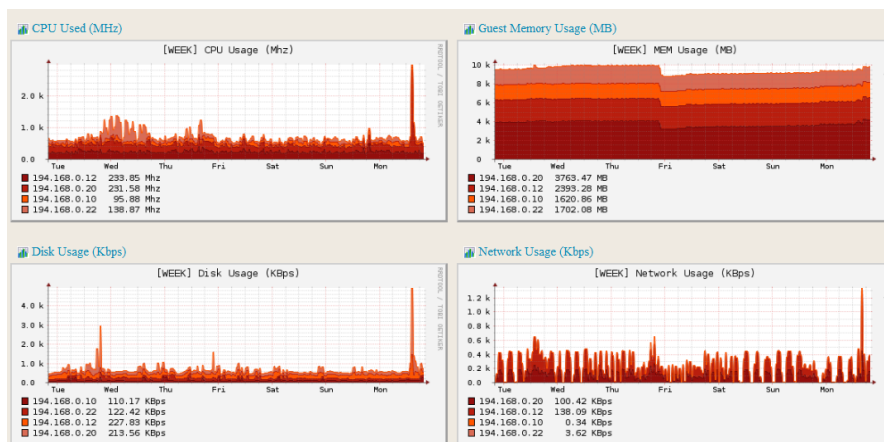 CPU Used (MHz)
[WEEK] CPU Usage (Mhz)
RRDTOOL / TOBI OETIKER
2.0 k
1.0 k
0.0
Tue Wed Thu Fri Sat Sun Mon
194.168.0.12 233.85 Mhz
194.168.0.20 231.58 Mhz
194.168.0.10 95.88 Mhz
194.168.0.22 138.87 Mhz
Guest Memory Usage (MB)
[WEEK] MEM Usage (MB)
10 k
8 k
6 k
4 k
2 k
0
Tue Wed Thu Fri Sat Sun Mon
194.168.0.20 3763.47 MB
194.168.0.12 2393.28 MB
194.168.0.10 1620.86 MB
194.168.0.22 1702.08 MB
Disk Usage (Kbps)
[WEEK] Disk Usage (KBps)
RRDTOOL / TOBI OETIKER
4.0 k
3.0 k
2.0 k
1.0 k
0.0
Tue Wed Thu Fri Sat Sun Mon
194.168.0.10 110.17 KBps
194.168.0.22 122.42 KBps
194.168.0.12 227.83 KBps
194.168.0.20 213.56 KBps
Network Usage (Kbps)
[WEEK] Network Usage (KBps)
1.2 k
1.0 k
0.8 k
0.6 k
0.4 k
0.2 k
0.0
Tue Wed Thu Fri Sat Sun Mon
194.168.0.20 100.42 KBps
194.168.0.12 138.09 KBps
194.168.0.10 0.34 KBps
194.168.0.22 3.62 KBps